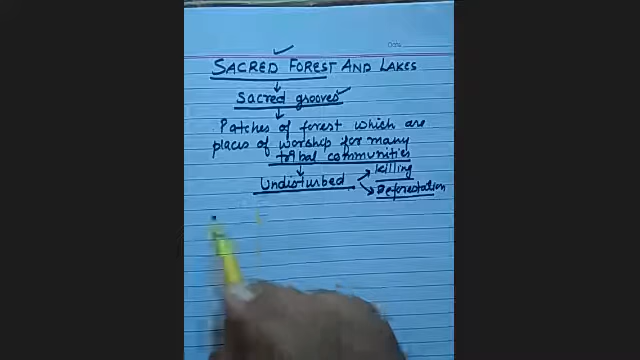 Date
SACRED FOREST AND LAKES
Sacred grooves
Patches of forest which are
places of worship for many
tribal communities
Undisturbed
killing
Deforestation